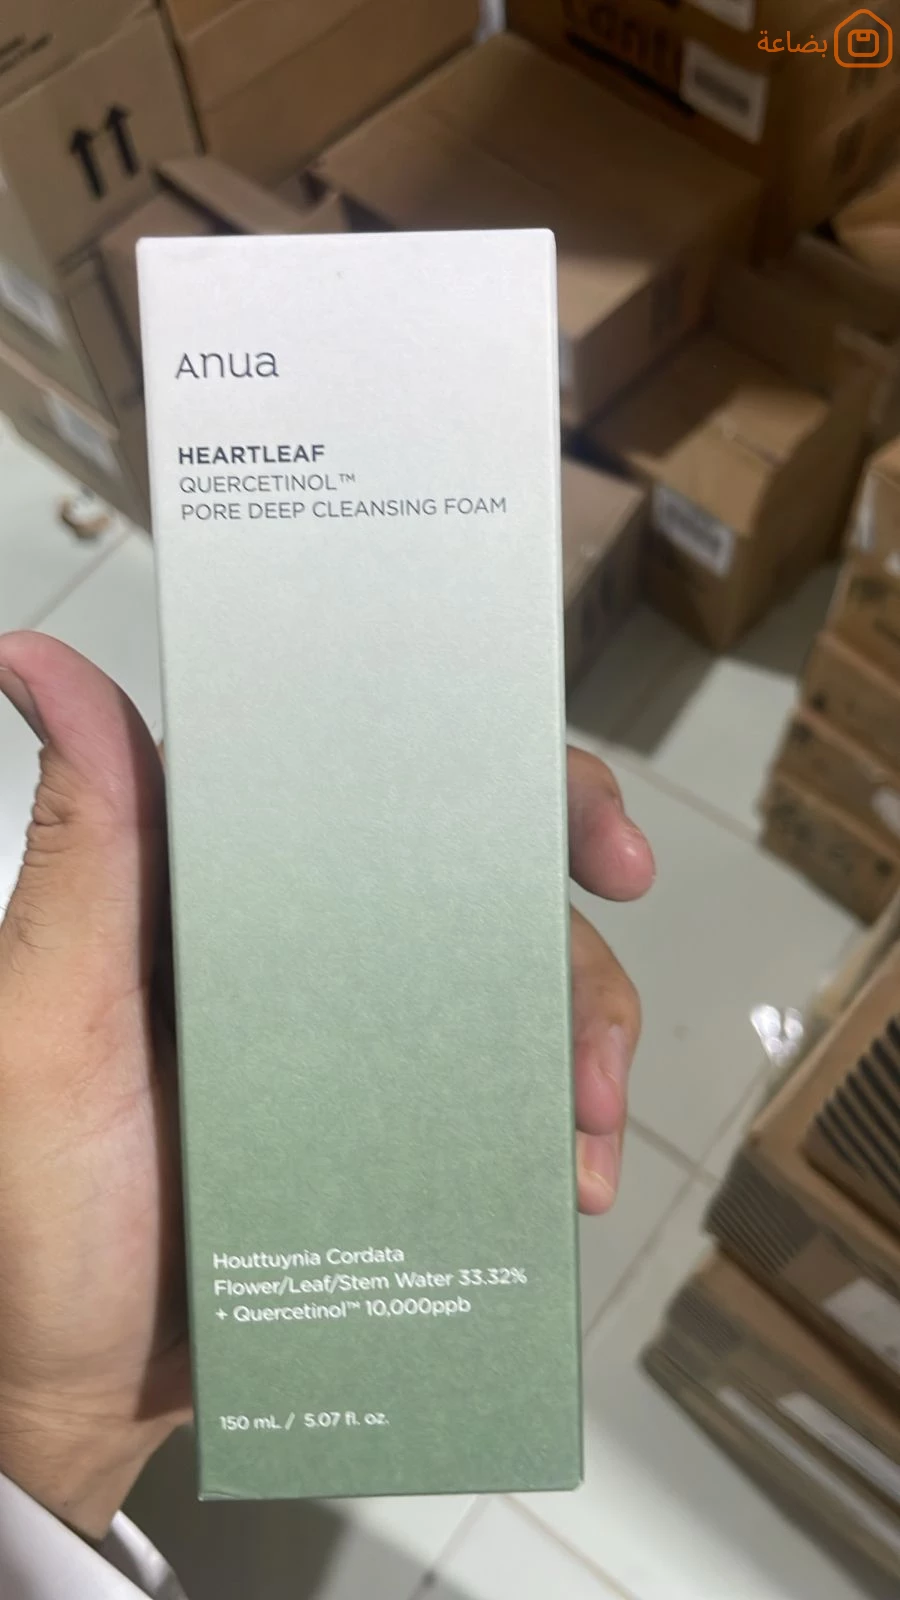 بضاعة
Anua
HEARTLEAF
QUERCETINOL™
PORE DEEP CLEANSING FOAM
Houttuynia Cordata
Flower/Leaf/Stem Water 33.32%
+ Quercetinol™ 10,000ppb
150 mL / 5.07 fl. oz.